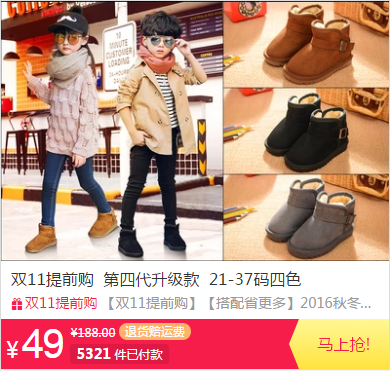 10 MINUTE
CUSTOMER
LOADING
双11提前购 第四代升级款 21-37码四色
双11提前购 【双11提前购】【搭配省更多】2016秋冬...
¥49 ¥188.00 退货赔运费
5321 件已付款
马上抢!